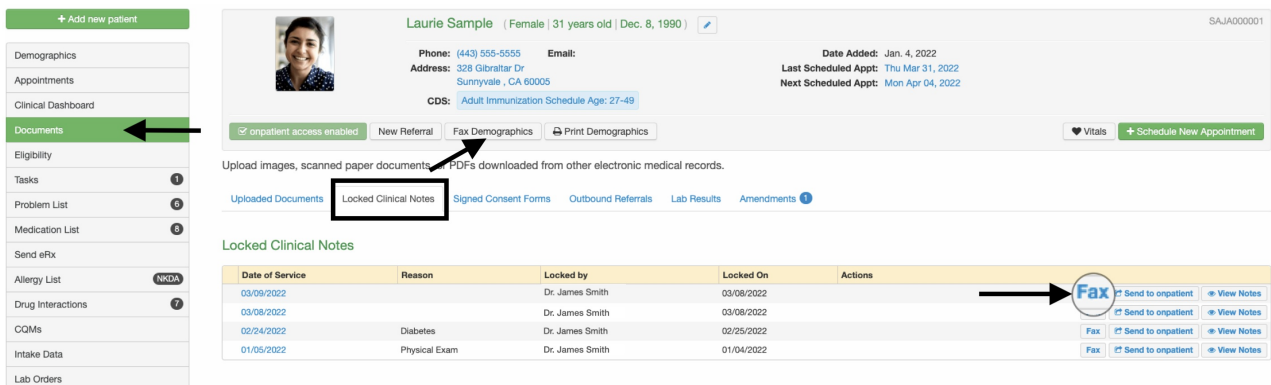 + Add new patient
Demographics
Appointments
Clinical Dashboard
Documents
Eligibility
Tasks 1
Problem List 6
Medication List 8
Send eRx
Allergy List NKDA
Drug Interactions 7
CQMs
Intake Data
Lab Orders
Laurie Sample ( Female | 31 years old | Dec. 8, 1990 )
SAJA000001
Phone: (443) 555-5555 Email:
Address: 328 Gibraltar Dr
Sunnyvale , CA 60005
CDS: Adult Immunization Schedule Age: 27-49
Date Added: Jan. 4, 2022
Last Scheduled Appt: Thu Mar 31, 2022
Next Scheduled Appt: Mon Apr 04, 2022
onpatient access enabled New Referral Fax Demographics Print Demographics Vitals + Schedule New Appointment
Upload images, scanned paper documents, PDFs downloaded from other electronic medical records.
Uploaded Documents Locked Clinical Notes Signed Consent Forms Outbound Referrals Lab Results Amendments 1
Locked Clinical Notes
Date of Service Reason Locked by Locked On Actions
03/09/2022 Dr. James Smith 03/08/2022 Fax Send to onpatient View Notes
03/08/2022 Dr. James Smith 03/08/2022 Send to onpatient View Notes
02/24/2022 Diabetes Dr. James Smith 02/25/2022 Fax Send to onpatient View Notes
01/05/2022 Physical Exam Dr. James Smith 01/04/2022 Fax Send to onpatient View Notes